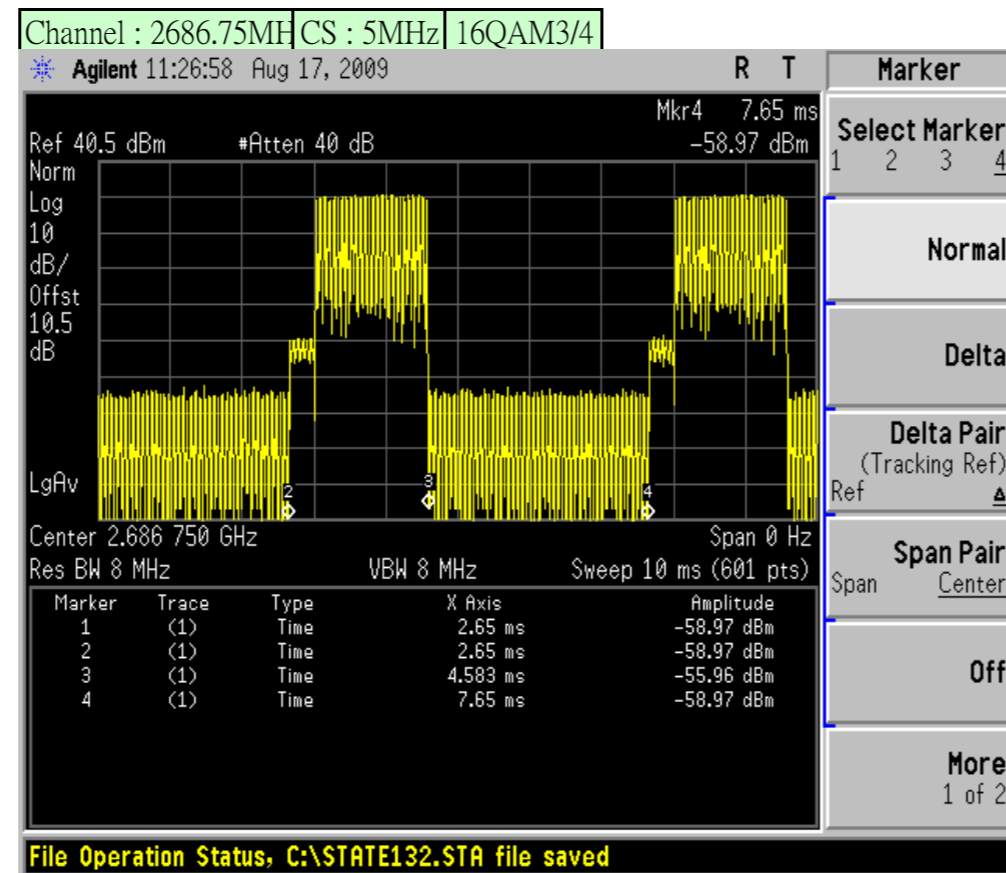 Channel : 2686.75MH CS : 5MHz 16QAM3/4
Agilent 11:26:58 Aug 17, 2009 R T
Marker
Mkr4 7.65 ms
Ref 40.5 dBm #Atten 40 dB -58.97 dBm
Norm
Log
10
dB/
Offst
10.5
dB
LgAv
2
3
4
Center 2.686 750 GHz Span 0 Hz
Res BW 8 MHz VBW 8 MHz Sweep 10 ms (601 pts)
Marker Trace Type X Axis Amplitude
1 (1) Time 2.65 ms -58.97 dBm
2 (1) Time 2.65 ms -58.97 dBm
3 (1) Time 4.583 ms -55.96 dBm
4 (1) Time 7.65 ms -58.97 dBm
Select Marker
1 2 3 4
Normal
Delta
Delta Pair
(Tracking Ref)
Ref Δ
Span Pair
Span Center
Off
More
1 of 2
File Operation Status, C:\STATE132.STA file saved